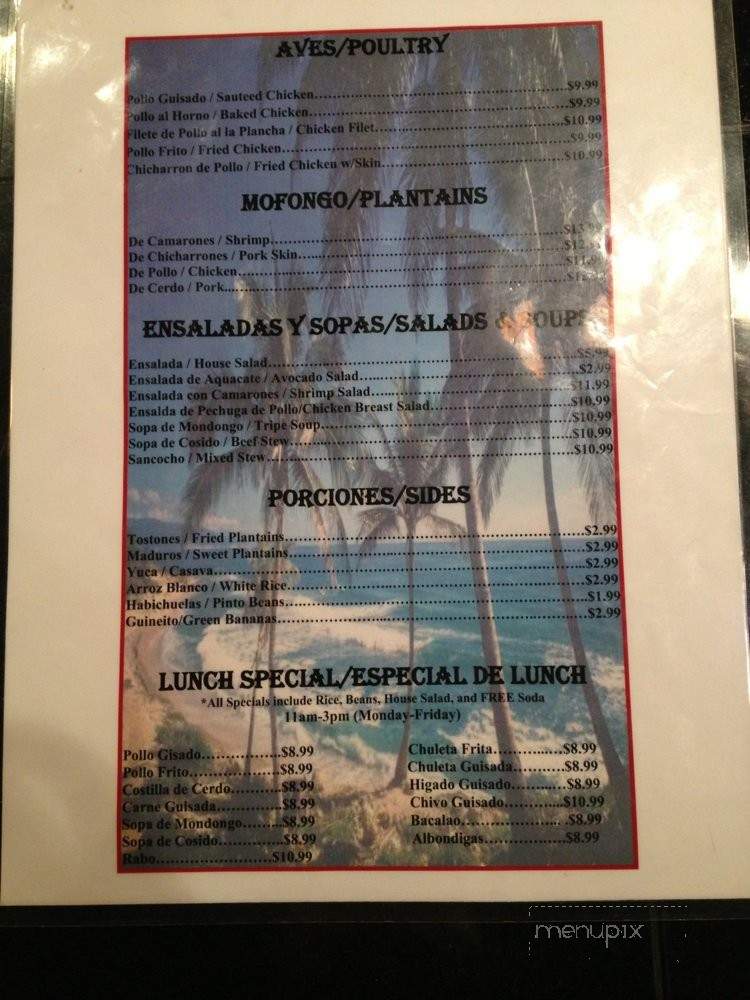 AVES/POULTRY
Pollo Guisado / Sauteed Chicken.................................................................$9.99
Pollo al Horno / Baked Chicken.................................................................$9.99
Filete de Pollo al la Plancha / Chicken Filet.................................................$10.99
Pollo Frito / Fried Chicken.................................................................$9.99
Chicharron de Pollo / Fried Chicken w/Skin.................................................$10.99
MOFONGO/PLANTAINS
De Camarones / Shrimp.................................................................
De Chicharrones / Pork Skin.................................................................
De Pollo / Chicken.................................................................
De Cerdo / Pork.................................................................
ENSALADAS Y SOPAS/SALADS & SOUPS
Ensalada / House Salad.................................................................$5.99
Ensalada de Aquacate / Avocado Salad.................................................$2.99
Ensalada con Camarones / Shrimp Salad.................................................$11.99
Ensalda de Pechuga de Pollo/Chicken Breast Salad.................................$10.99
Sopa de Mondongo / Tripe Soup.................................................$10.99
Sopa de Cosido / Beef Stew.................................................................$10.99
Sancocho / Mixed Stew.................................................................$10.99
PORCIONES/SIDES
Tostones / Fried Plantains.................................................................$2.99
Maduros / Sweet Plantains.................................................................$2.99
Yuca / Casava.................................................................$2.99
Arroz Blanco / White Rice.................................................................$2.99
Habichuelas / Pinto Beans.................................................................$1.99
Guineito/Green Bananas.................................................................$2.99
LUNCH SPECIAL/ESPECIAL DE LUNCH
*All Specials include Rice, Beans, House Salad, and FREE Soda
11am-3pm (Monday-Friday)
Pollo Gisado................$8.99
Pollo Frito..................$8.99
Costilla de Cerdo...........$8.99
Carne Guisada..............$8.99
Sopa de Mondongo........$8.99
Sopa de Cosido.............$8.99
Rabo.......................$10.99
Chuleta Frita..............$8.99
Chuleta Guisada..........$8.99
Higado Guisado...........$8.99
Chivo Guisado............$10.99
Bacalao.................... .$8.99
Albondigas................$8.99
menupix